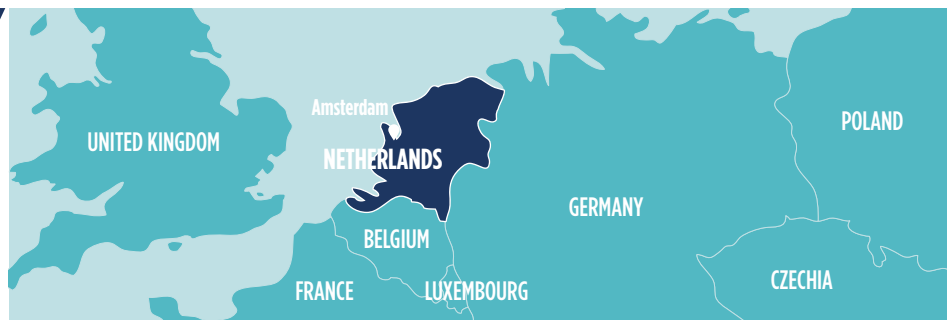 Amsterdam
POLAND
UNITED KINGDOM
NETHERLANDS
GERMANY
BELGIUM
CZECHIA
FRANCE
LUXEMBOURG